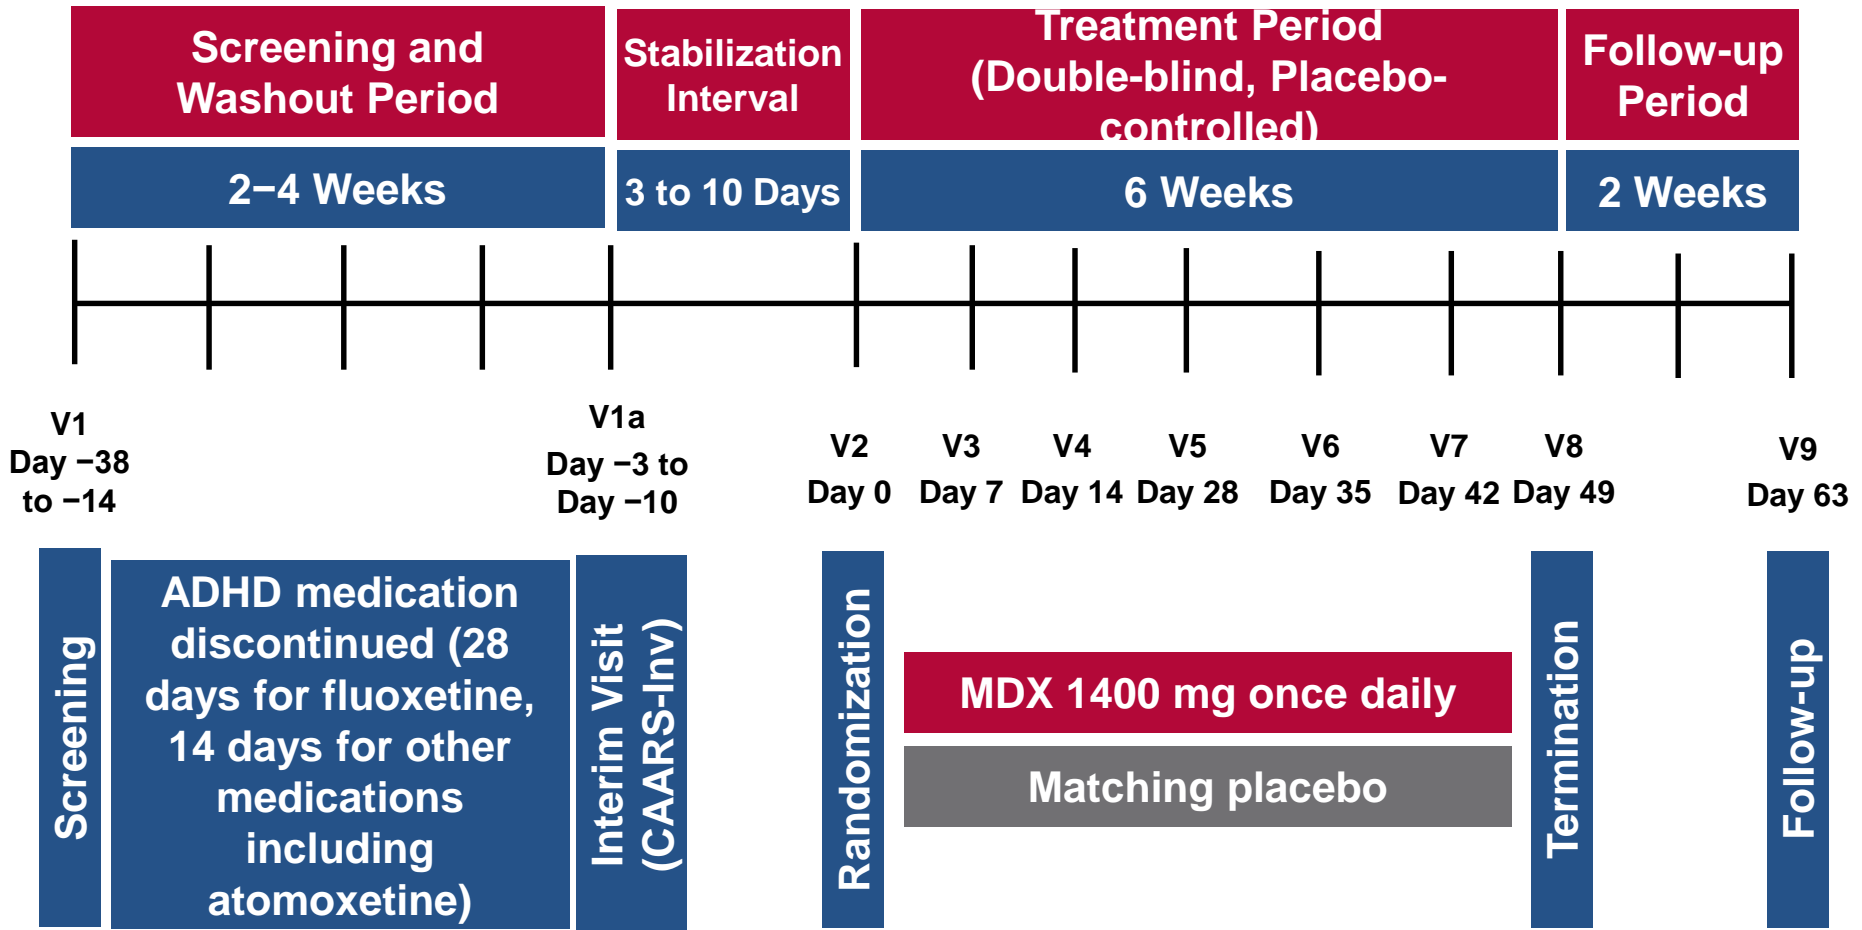 Screening and
Washout Period
Stabilization
Interval
Treatment Period
(Double-blind, Placebo-
controlled)
Follow-up
Period
2−4 Weeks
3 to 10 Days
6 Weeks
2 Weeks
V1
Day −38
to −14
V1a
Day −3 to
Day −10
V2
Day 0
V3
Day 7
V4
Day 14
V5
Day 28
V6
Day 35
V7
Day 42
V8
Day 49
V9
Day 63
Screening
ADHD medication
discontinued (28
days for fluoxetine,
14 days for other
medications
including
atomoxetine)
Interim Visit
(CAARS-Inv)
Randomization
MDX 1400 mg once daily
Matching placebo
Termination
Follow-up